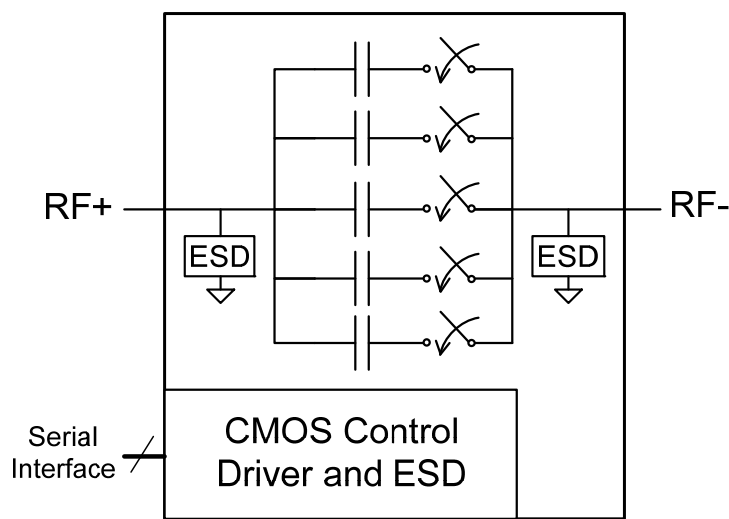 RF+
RF-
ESD
ESD
Serial
Interface
CMOS Control
Driver and ESD